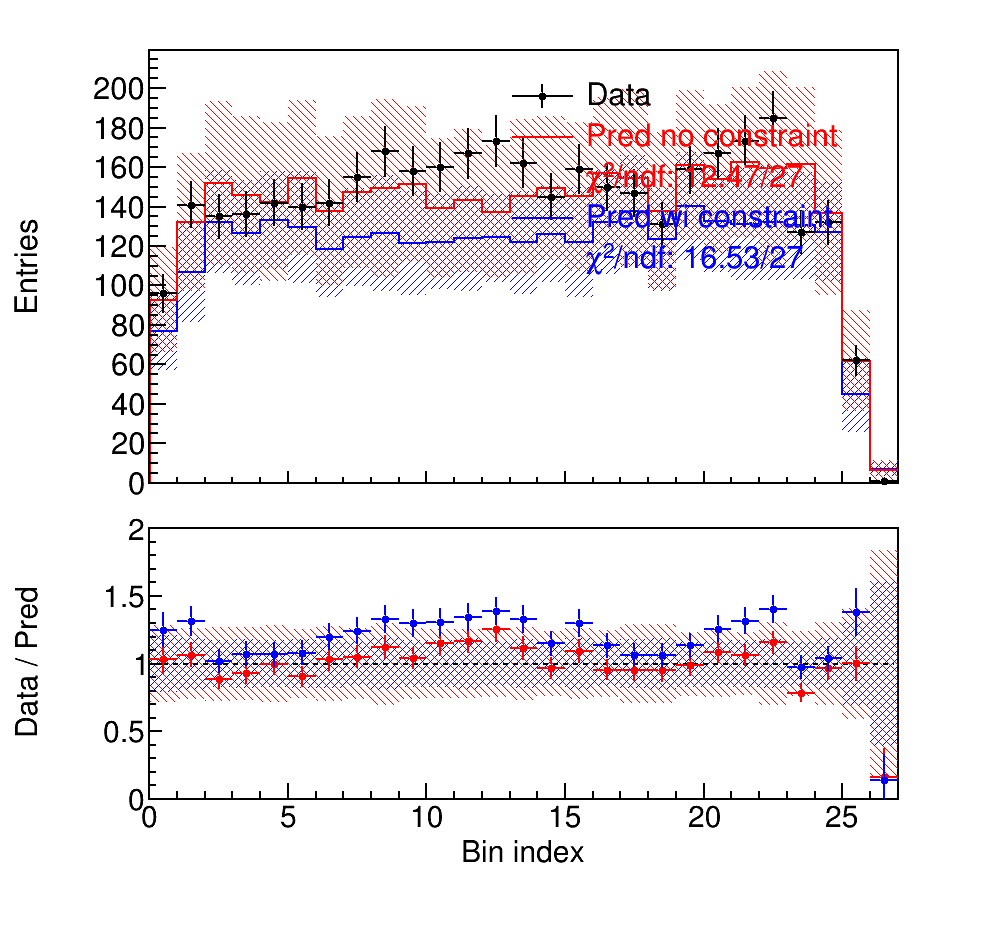 200
180
160
140
120
100
80
60
40
20
0
Entries
Data
Pred no constraint
χ²/ndf: 12.47/27
Pred wi constraint
χ²/ndf: 16.53/27
2
1.5
1
0.5
0
Data / Pred
0 5 10 15 20 25
Bin index